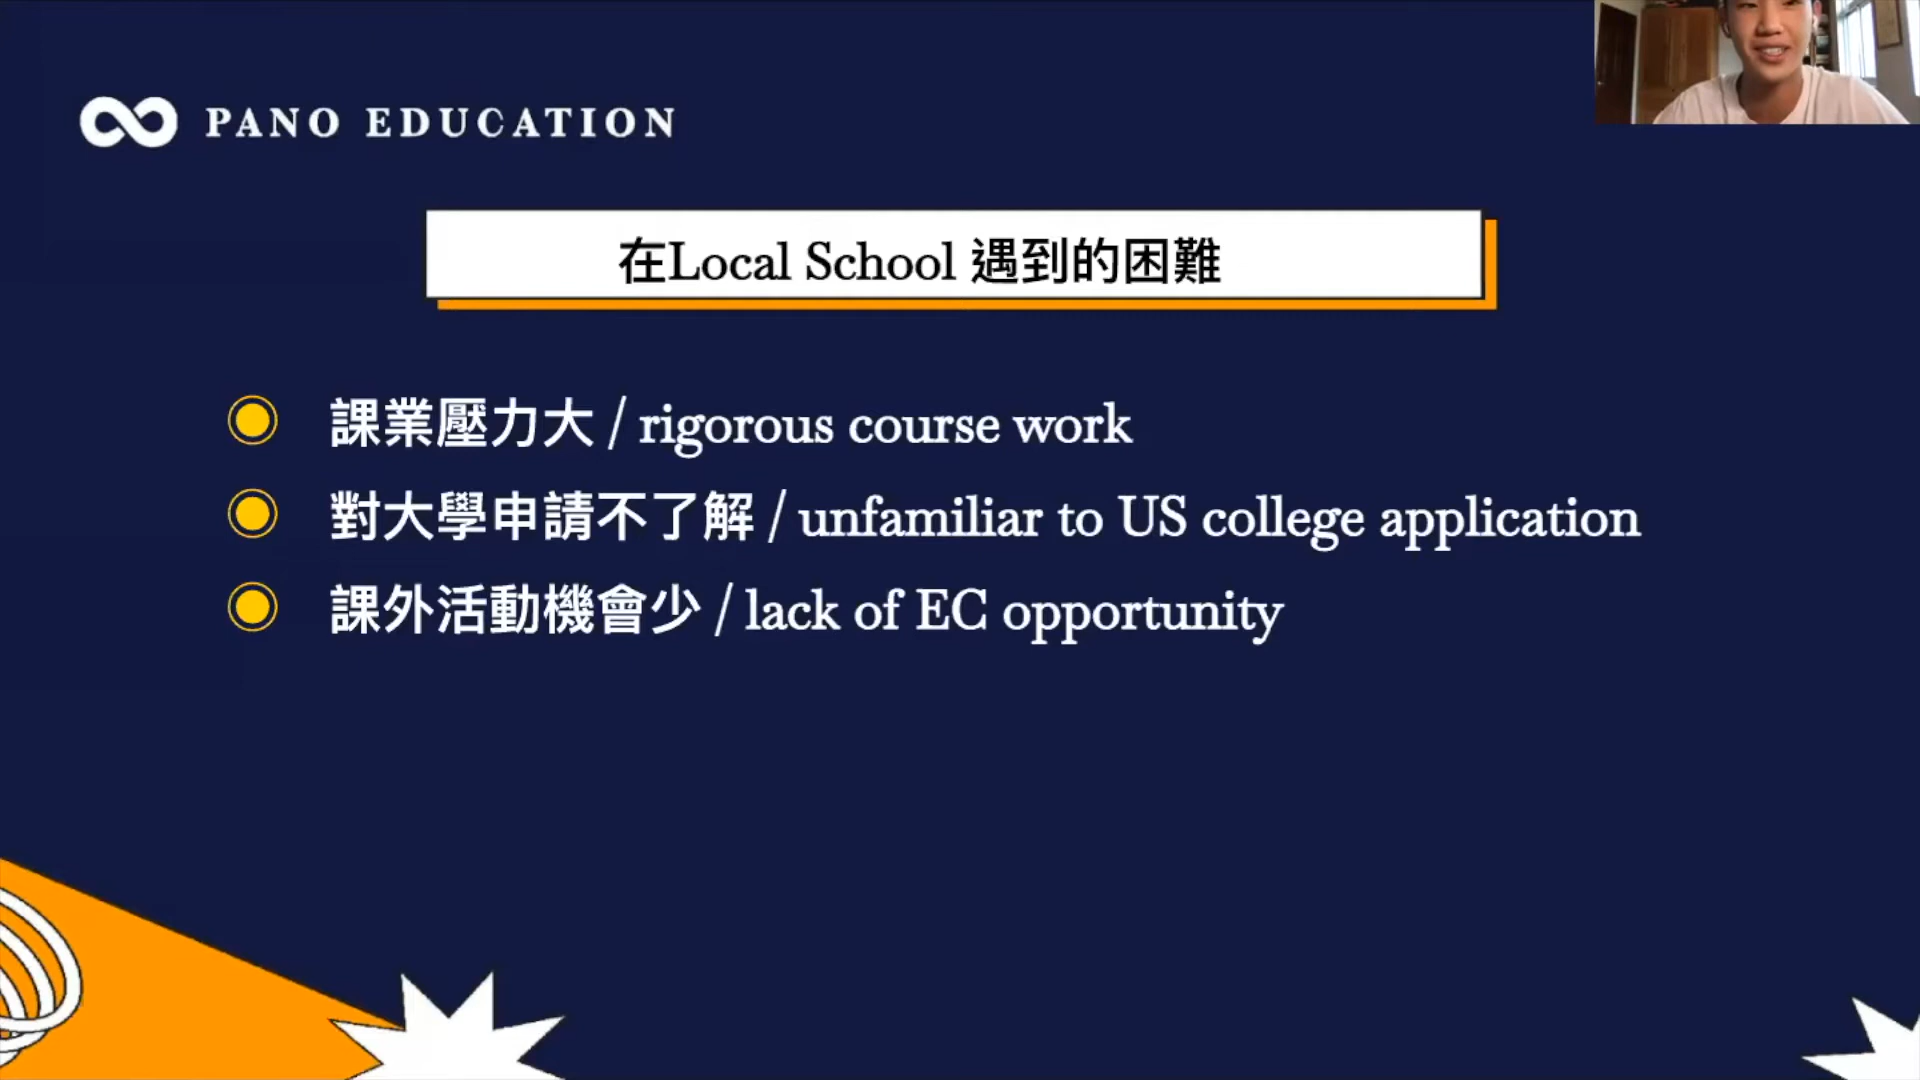 PANO EDUCATION
在Local School 遇到的困難
課業壓力大 / rigorous course work
對大學申請不了解 / unfamiliar to US college application
課外活動機會少 / lack of EC opportunity